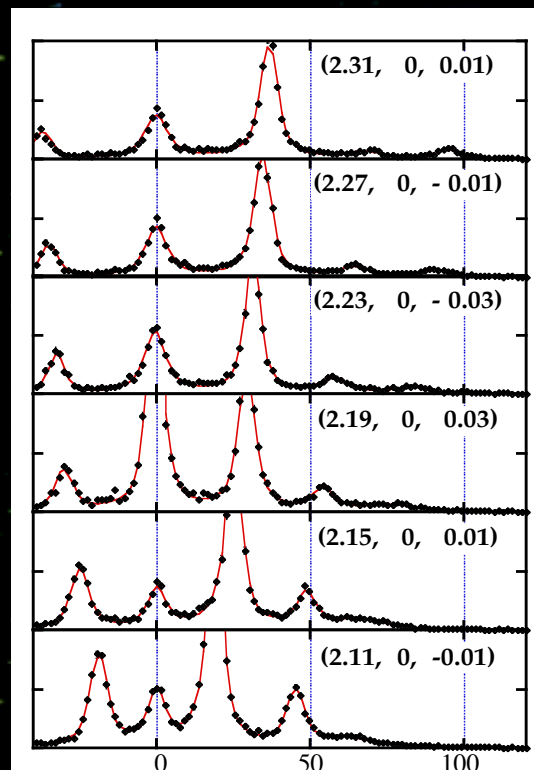 (2.31, 0, 0.01)
(2.27, 0, - 0.01)
(2.23, 0, - 0.03)
(2.19, 0, 0.03)
(2.15, 0, 0.01)
(2.11, 0, -0.01)
0 50 100